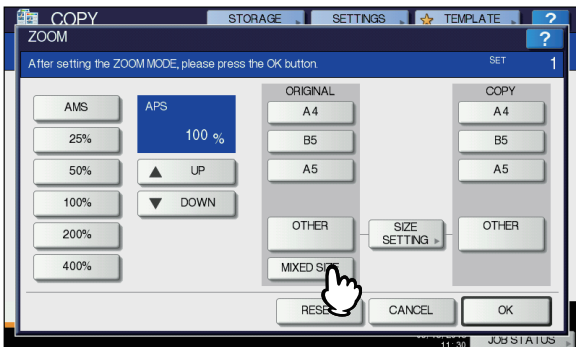 COPY
STORAGE
SETTINGS
TEMPLATE
?
ZOOM
?
After setting the ZOOM MODE, please press the OK button.
SET 1
AMS
25%
50%
100%
200%
400%
APS
100 %
UP
DOWN
ORIGINAL
A4
B5
A5
OTHER
MIXED SIZE
SIZE
SETTING
COPY
A4
B5
A5
OTHER
CANCEL
OK
11:30
JOB STATUS